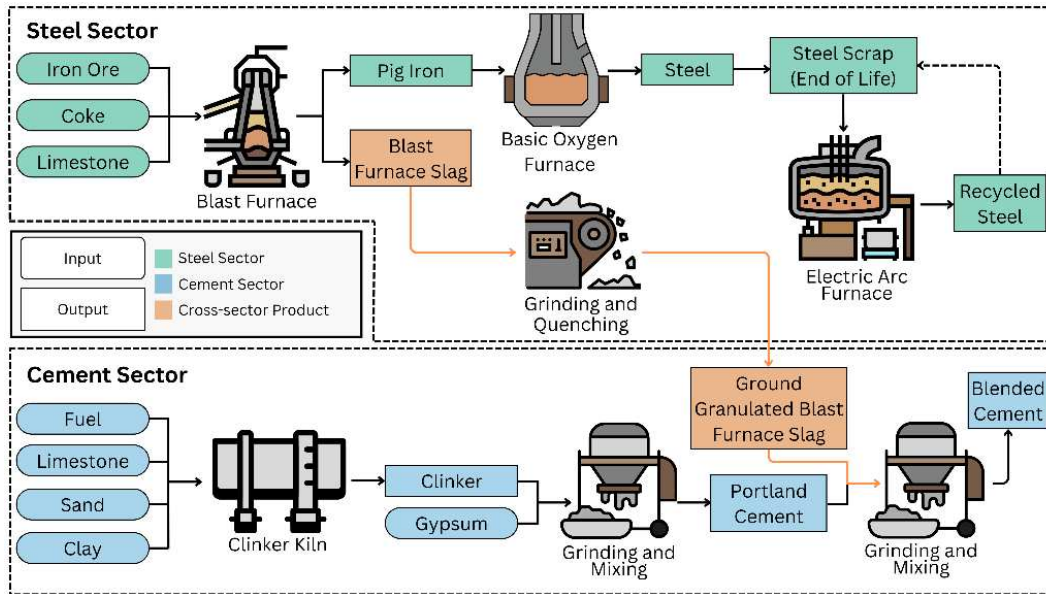 Steel Sector
Iron Ore
Coke
Limestone
Blast Furnace
Pig Iron
Blast
Furnace Slag
Basic Oxygen
Furnace
Steel
Steel Scrap
(End of Life)
Recycled
Steel
Electric Arc
Furnace
Grinding and
Quenching
Input
Output
Steel Sector
Cement Sector
Cross-sector Product
Cement Sector
Fuel
Limestone
Sand
Clay
Clinker Kiln
Clinker
Gypsum
Grinding and
Mixing
Portland
Cement
Ground
Granulated Blast
Furnace Slag
Grinding and
Mixing
Blended
Cement